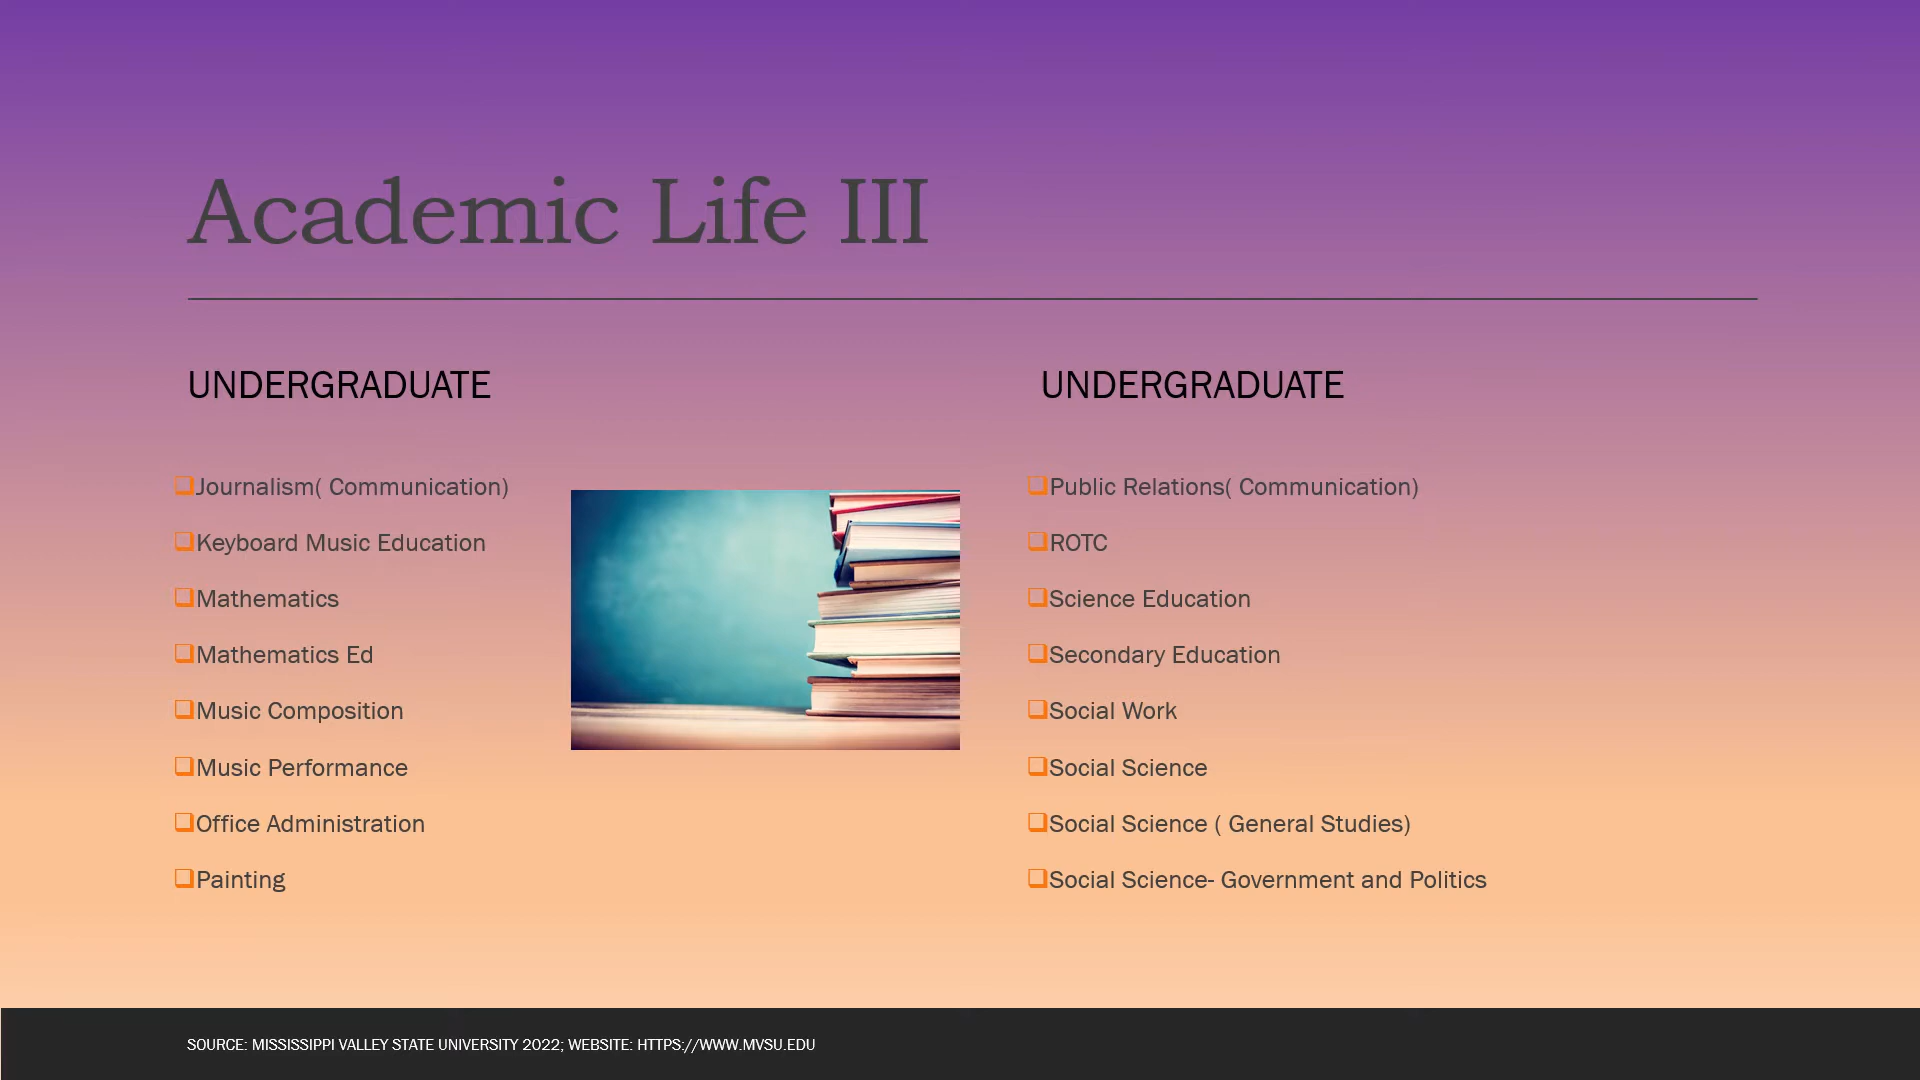 Academic Life III
UNDERGRADUATE
Journalism( Communication)
Keyboard Music Education
Mathematics
Mathematics Ed
Music Composition
Music Performance
Office Administration
Painting
UNDERGRADUATE
Public Relations( Communication)
ROTC
Science Education
Secondary Education
Social Work
Social Science
Social Science ( General Studies)
Social Science- Government and Politics
SOURCE: MISSISSIPPI VALLEY STATE UNIVERSITY 2022; WEBSITE: HTTPS://WWW.MVSU.EDU